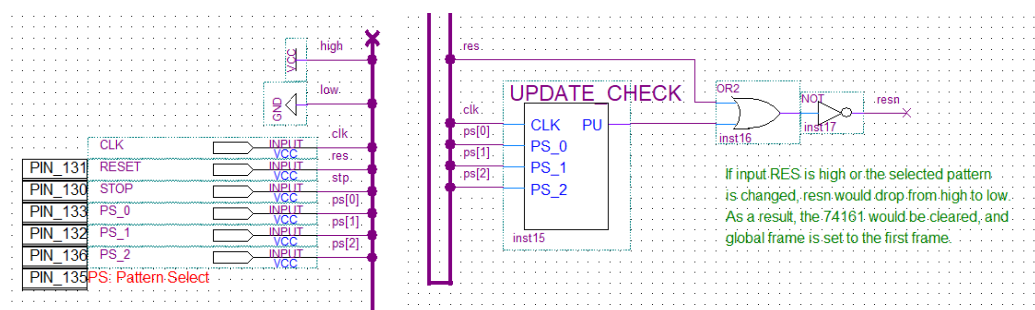 high
VCC
low
GND
clk
CLK INPUT
VCC
res
PIN_131 RESET INPUT
VCC
stp
PIN_130 STOP INPUT
VCC
ps[0]
PIN_133 PS_0 INPUT
VCC
ps[1]
PIN_132 PS_1 INPUT
VCC
ps[2]
PIN_136 PS_2 INPUT
VCC
PIN_135 PS: Pattern Select
res
UPDATE_CHECK
clk
CLK PU
ps[0]
PS_0
ps[1]
PS_1
ps[2]
PS_2
inst15
OR2
inst16
NOT
inst17
resn
If input RES is high or the selected pattern
is changed, resn would drop from high to low.
As a result, the 74161 would be cleared, and
global frame is set to the first frame.